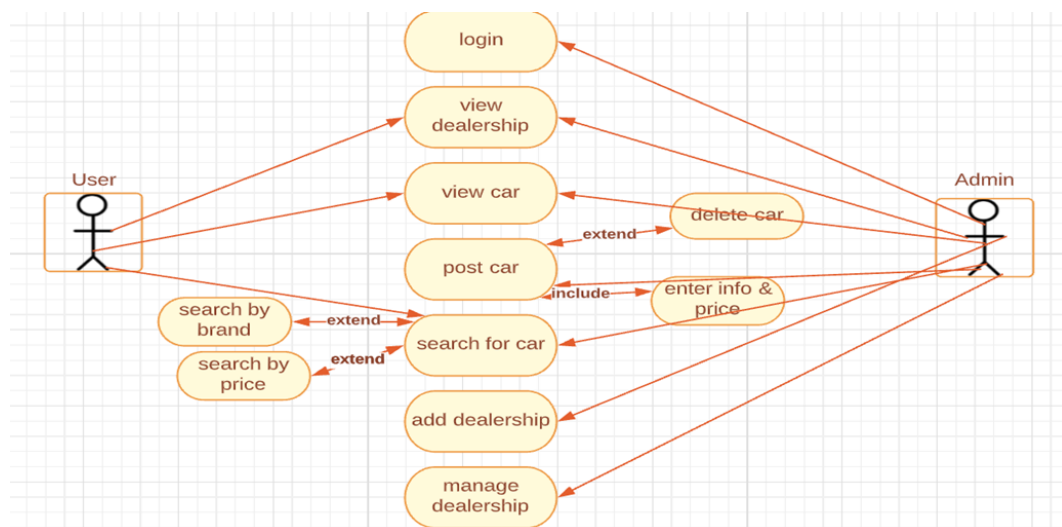 login
view
dealership
User
Admin
view car
delete car
extend
post car
include
enter info &
price
search by
brand
extend
search for car
search by
price
extend
add dealership
manage
dealership